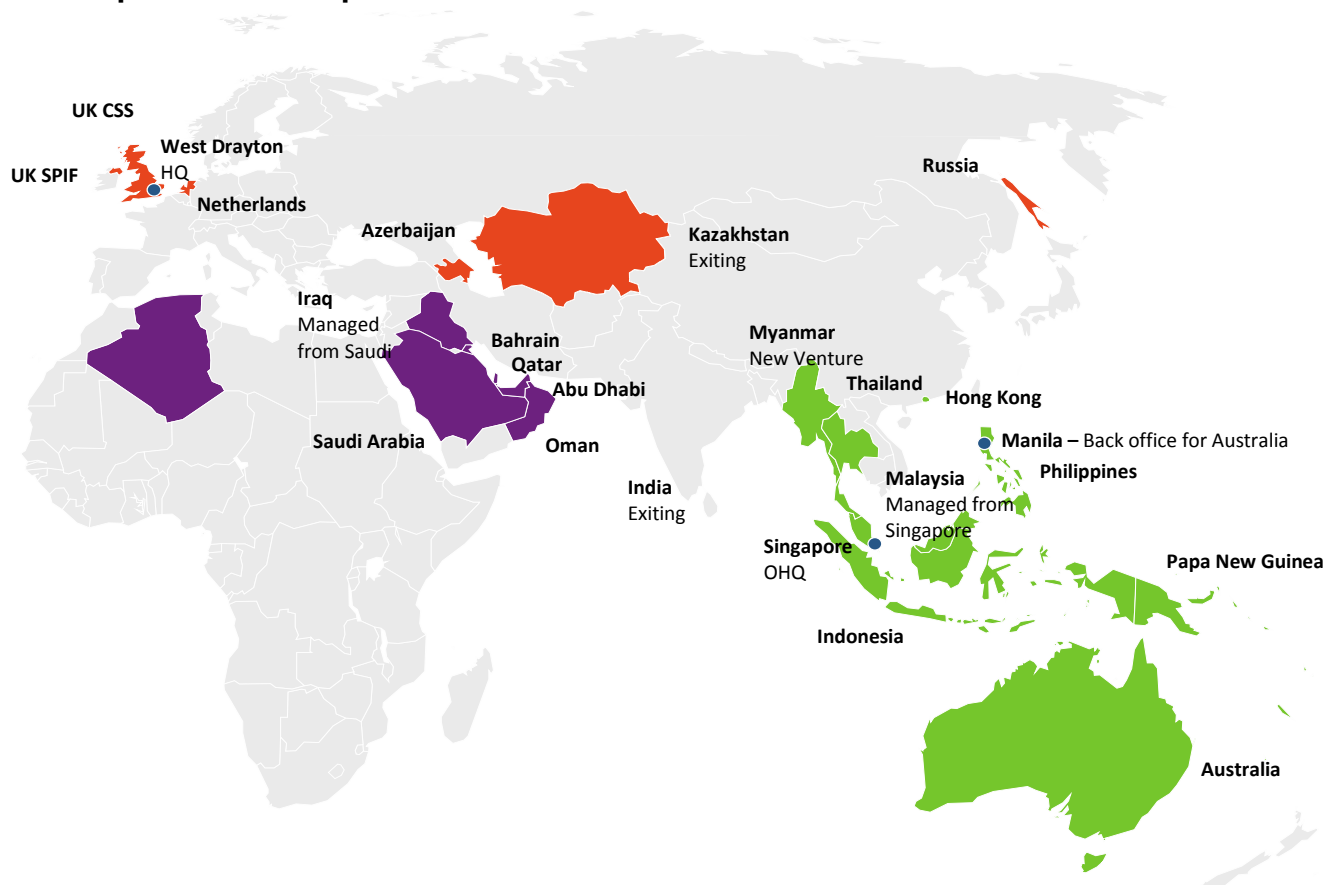 UK CSS
West Drayton
HQ
UK SPIF
Netherlands
Russia
Azerbaijan
Kazakhstan
Exiting
Iraq
Managed
from Saudi
Bahrain
Qatar
Abu Dhabi
Saudi Arabia
Oman
Myanmar
New Venture
Thailand
Hong Kong
Manila – Back office for Australia
Philippines
India
Exiting
Malaysia
Managed from
Singapore
Singapore
OHQ
Papa New Guinea
Indonesia
Australia